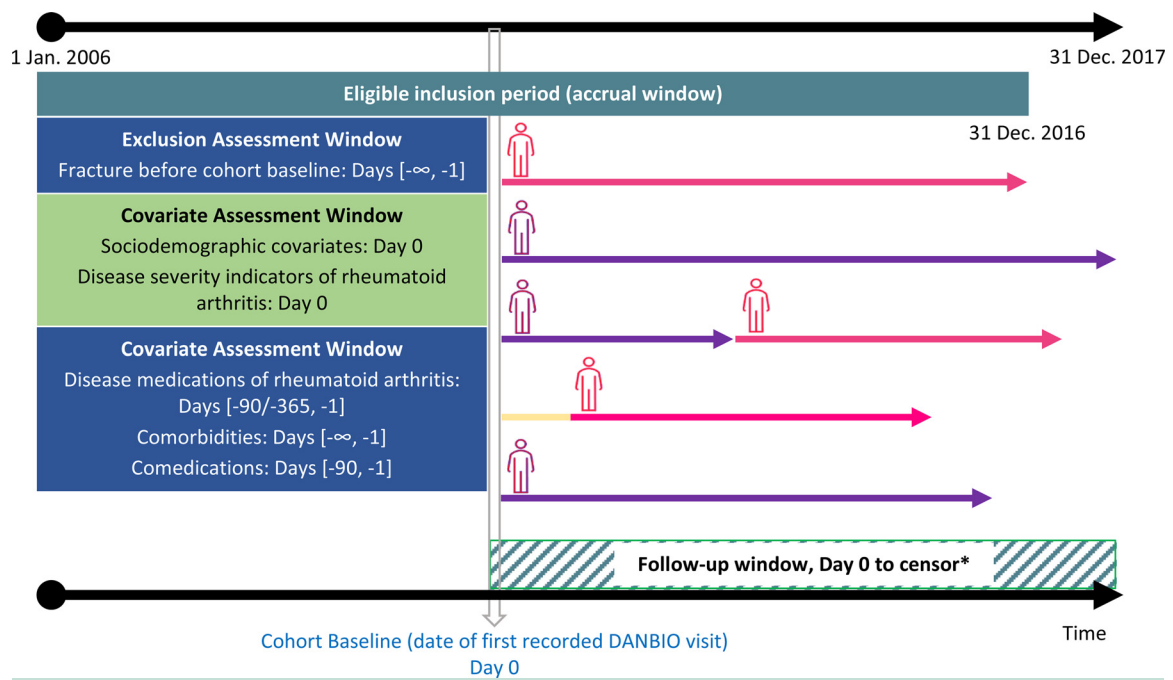 1 Jan. 2006
31 Dec. 2017
Eligible inclusion period (accrual window)
31 Dec. 2016
Exclusion Assessment Window
Fracture before cohort baseline: Days [-∞, -1]
Covariate Assessment Window
Sociodemographic covariates: Day 0
Disease severity indicators of rheumatoid
arthritis: Day 0
Covariate Assessment Window
Disease medications of rheumatoid arthritis:
Days [-90/-365, -1]
Comorbidities: Days [-∞, -1]
Comedications: Days [-90, -1]
Follow-up window, Day 0 to censor*
Time
Cohort Baseline (date of first recorded DANBIO visit)
Day 0